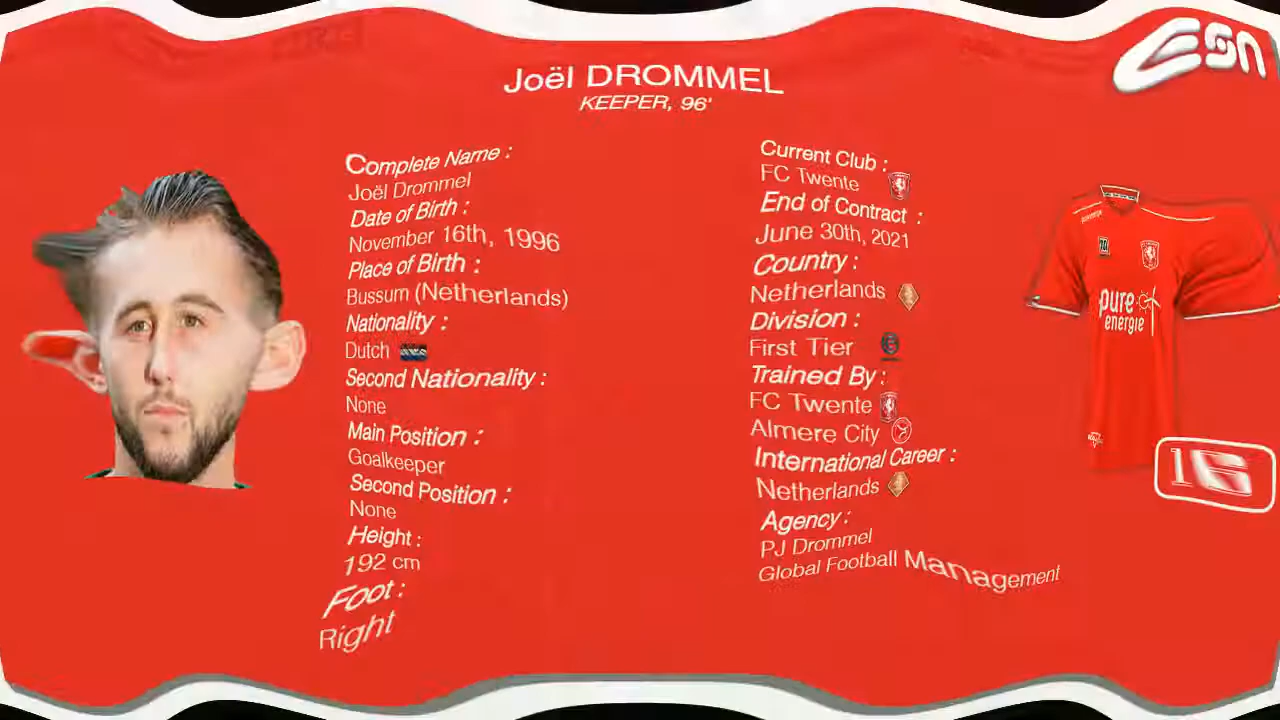 ESN
Joël DROMMEL
KEEPER, 96'
Complete Name :
Joël Drommel
Date of Birth :
November 16th, 1996
Place of Birth :
Bussum (Netherlands)
Nationality :
Dutch
Second Nationality :
None
Main Position :
Goalkeeper
Second Position :
None
Height :
192 cm
Foot :
Right
Current Club :
FC Twente
End of Contract :
June 30th, 2021
Country :
Netherlands
Division :
First Tier
Trained By :
FC Twente
Almere City
International Career :
Netherlands
Agency :
PJ Drommel
Global Football Management
pure
energie
16